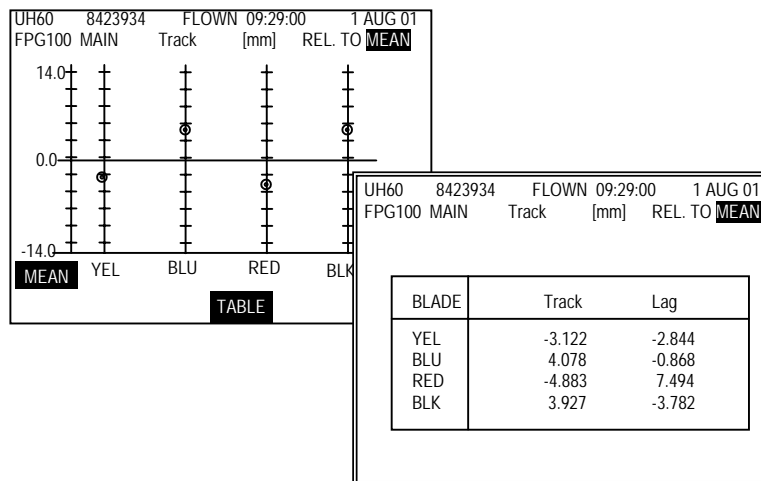 UH60 8423934 FLOWN 09:29:00 1 AUG 01
FPG100 MAIN Track [mm] REL. TO MEAN
14.0
0.0
-14.0
MEAN YEL BLU RED BLK
TABLE
UH60 8423934 FLOWN 09:29:00 1 AUG 01
FPG100 MAIN Track [mm] REL. TO MEAN
BLADE Track Lag
YEL -3.122 -2.844
BLU 4.078 -0.868
RED -4.883 7.494
BLK 3.927 -3.782